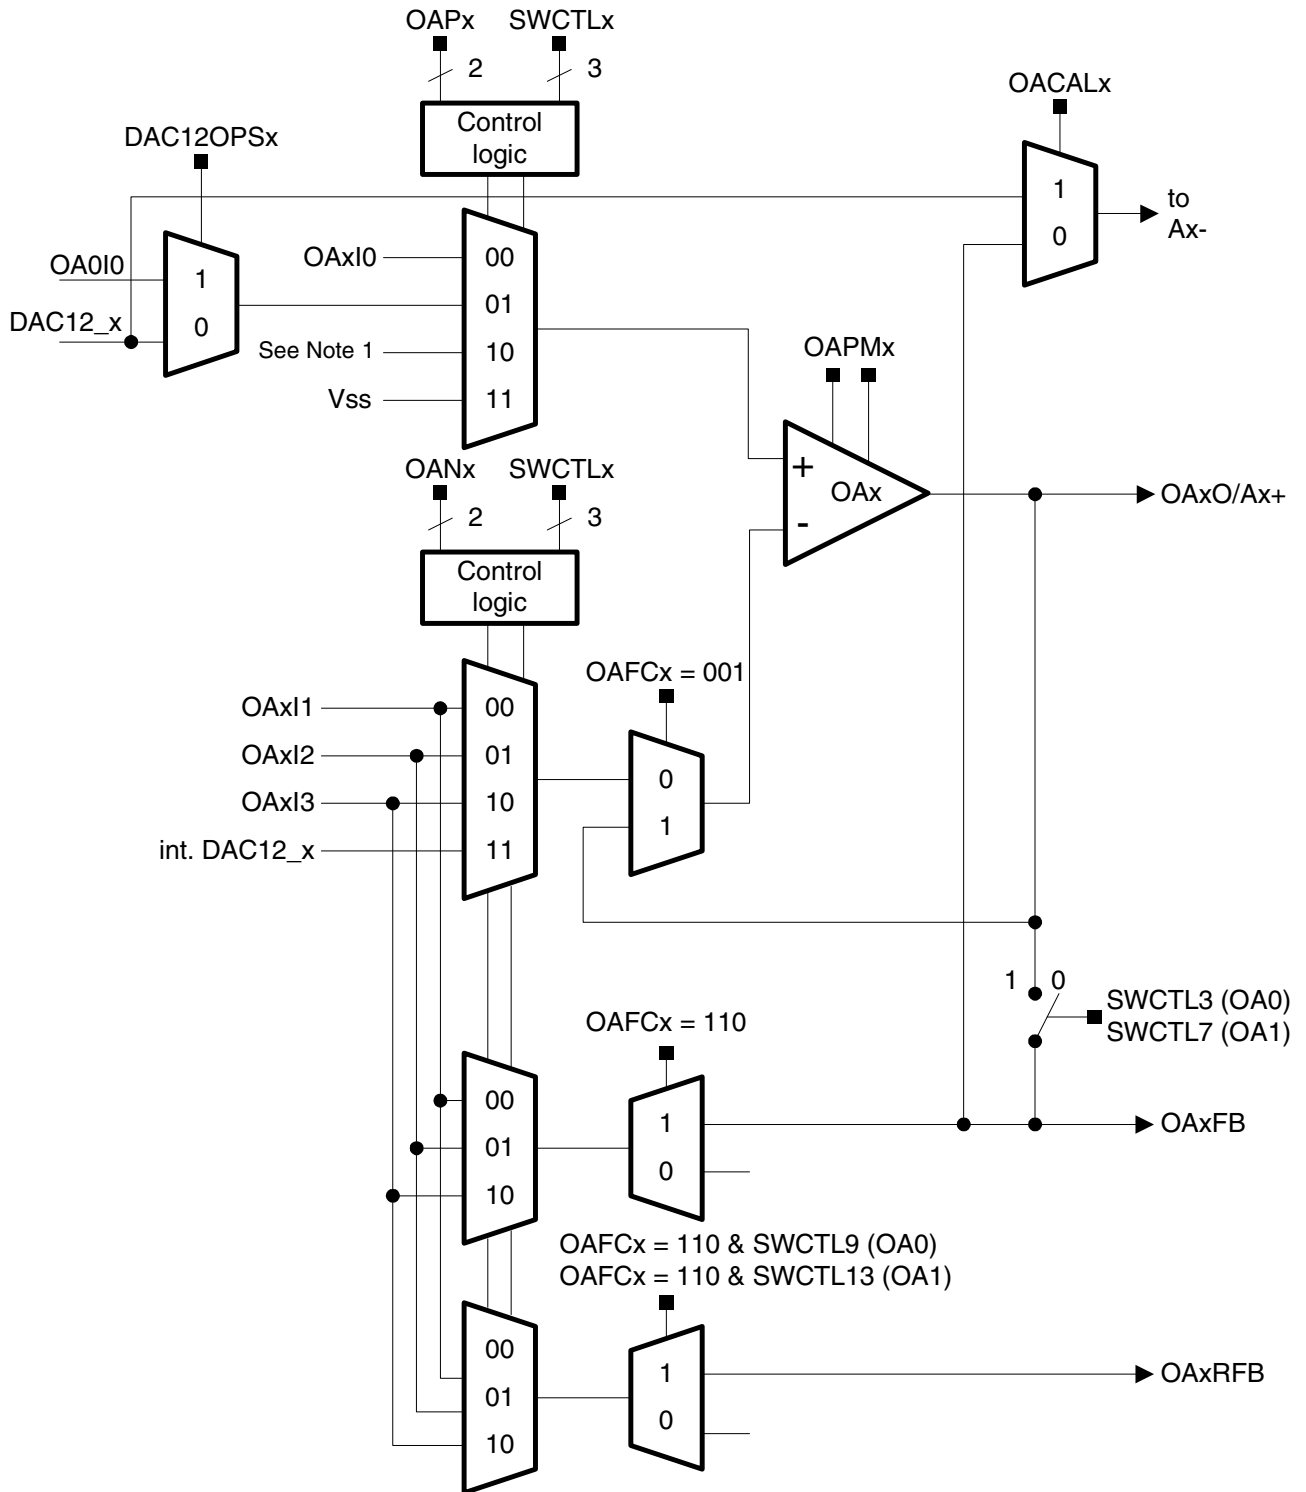 OAPx SWCTLx
2 3
OACALx
Control
logic
DAC12OPSx
1
to
Ax-
0
OAxI0 00
OA0I0 1
01
DAC12_x 0
See Note 1 10
OAPMx
Vss 11
+
OAx
-
OANx SWCTLx
OAxO/Ax+
2 3
Control
logic
OAFCx = 001
OAxI1 00
OAxI2 01
0
OAxI3 10
1
int. DAC12_x 11
1 0
SWCTL3 (OA0)
SWCTL7 (OA1)
OAFCx = 110
00
1
OAxFB
01
0
10
OAFCx = 110 & SWCTL9 (OA0)
OAFCx = 110 & SWCTL13 (OA1)
00
1
OAxRFB
01
0
10